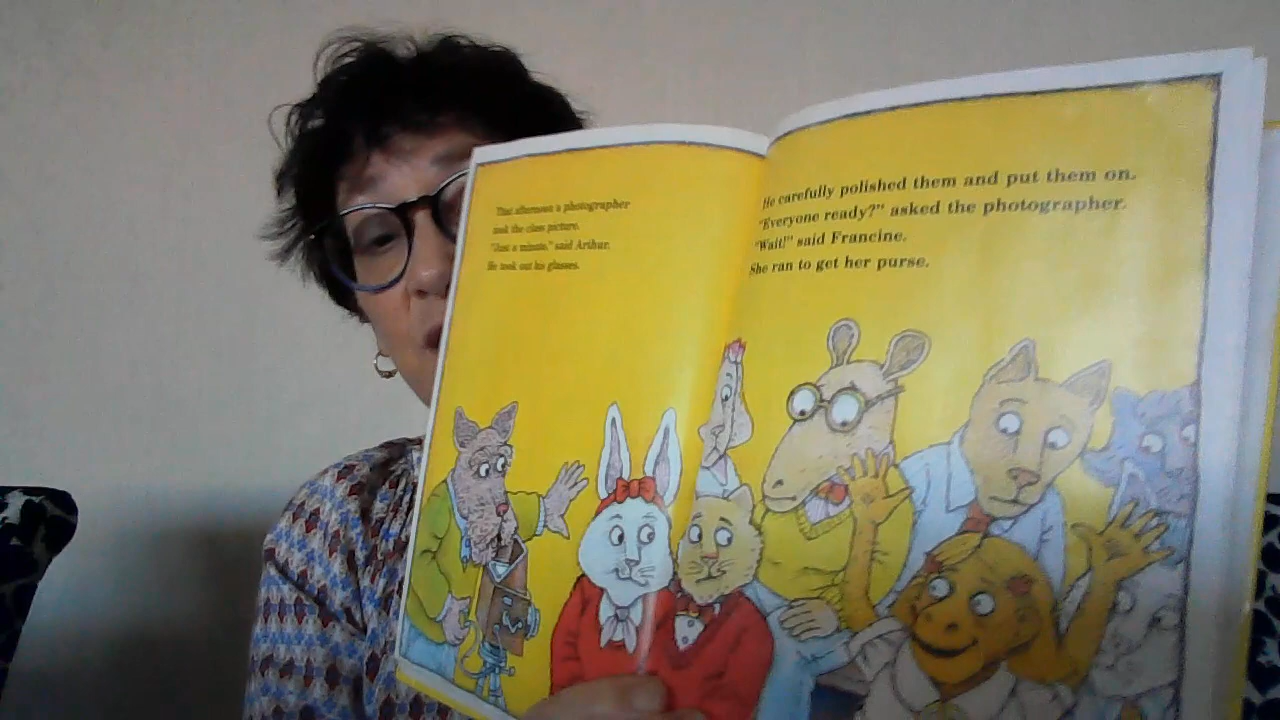 That afternoon a photographer
took the class picture.
"Just a minute," said Arthur.
He took out his glasses.
He carefully polished them and put them on.
"Everyone ready?" asked the photographer.
"Wait!" said Francine.
She ran to get her purse.